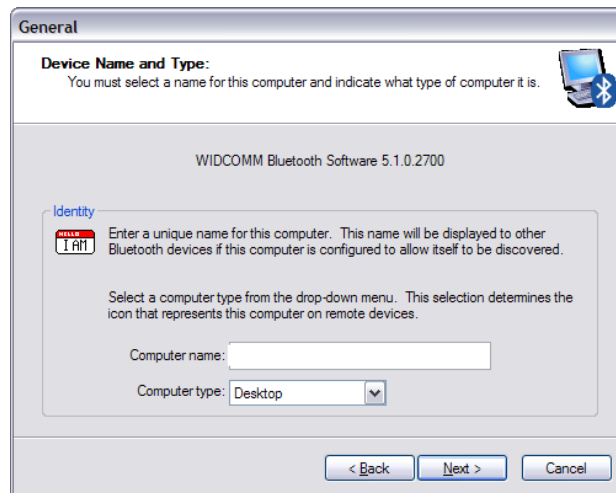 General
Device Name and Type:
You must select a name for this computer and indicate what type of computer it is.
WIDCOMM Bluetooth Software 5.1.0.2700
Identity
HELLO
I AM
Enter a unique name for this computer. This name will be displayed to other
Bluetooth devices if this computer is configured to allow itself to be discovered.
Select a computer type from the drop-down menu. This selection determines the
icon that represents this computer on remote devices.
Computer name:
Computer type: Desktop
< Back Next > Cancel